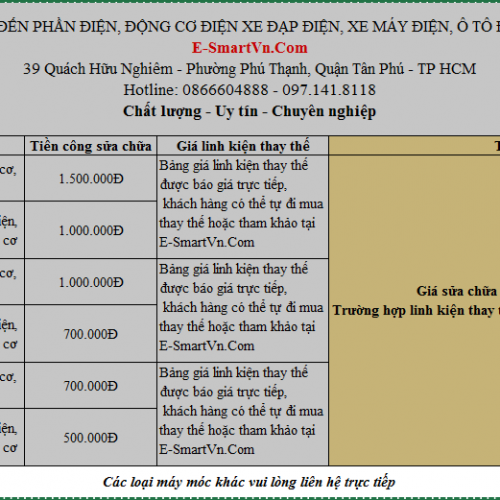 ĐẾN PHẦN ĐIỆN, ĐỘNG CƠ ĐIỆN XE ĐẠP ĐIỆN, XE MÁY ĐIỆN, Ô TÔ
E-SmartVn.Com
39 Quách Hữu Nghiêm - Phường Phú Thạnh, Quận Tân Phú - TP HCM
Hotline: 0866604888 - 097.141.8118
Chất lượng - Uy tín - Chuyên nghiệp
Tiền công sửa chữa Giá linh kiện thay thế
cơ,
1.500.000Đ
Bảng giá linh kiện thay thế
được báo giá trực tiếp,
khách hàng có thể tự đi mua
thay thế hoặc tham khảo tại
E-SmartVn.Com
iện,
cơ
1.000.000Đ
cơ,
1.000.000Đ
Bảng giá linh kiện thay thế
được báo giá trực tiếp,
khách hàng có thể tự đi mua
thay thế hoặc tham khảo tại
E-SmartVn.Com
iện,
cơ
700.000Đ
cơ,
700.000Đ
Bảng giá linh kiện thay thế
được báo giá trực tiếp,
khách hàng có thể tự đi mua
thay thế hoặc tham khảo tại
E-SmartVn.Com
iện,
cơ
500.000Đ
Giá sửa chữa
Trường hợp linh kiện thay
Các loại máy móc khác vui lòng liên hệ trực tiếp